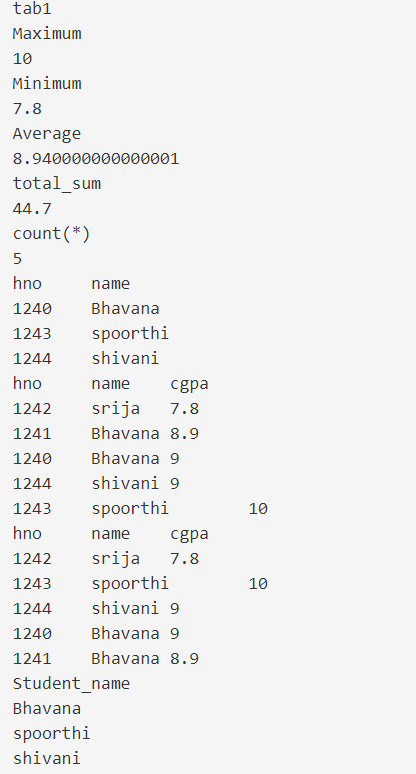 tab1
Maximum
10
Minimum
7.8
Average
8.940000000000001
total_sum
44.7
count(*)
5
hno name
1240 Bhavana
1243 spoorthi
1244 shivani
hno name cgpa
1242 srija 7.8
1241 Bhavana 8.9
1240 Bhavana 9
1244 shivani 9
1243 spoorthi 10
hno name cgpa
1242 srija 7.8
1243 spoorthi 10
1244 shivani 9
1240 Bhavana 9
1241 Bhavana 8.9
Student_name
Bhavana
spoorthi
shivani